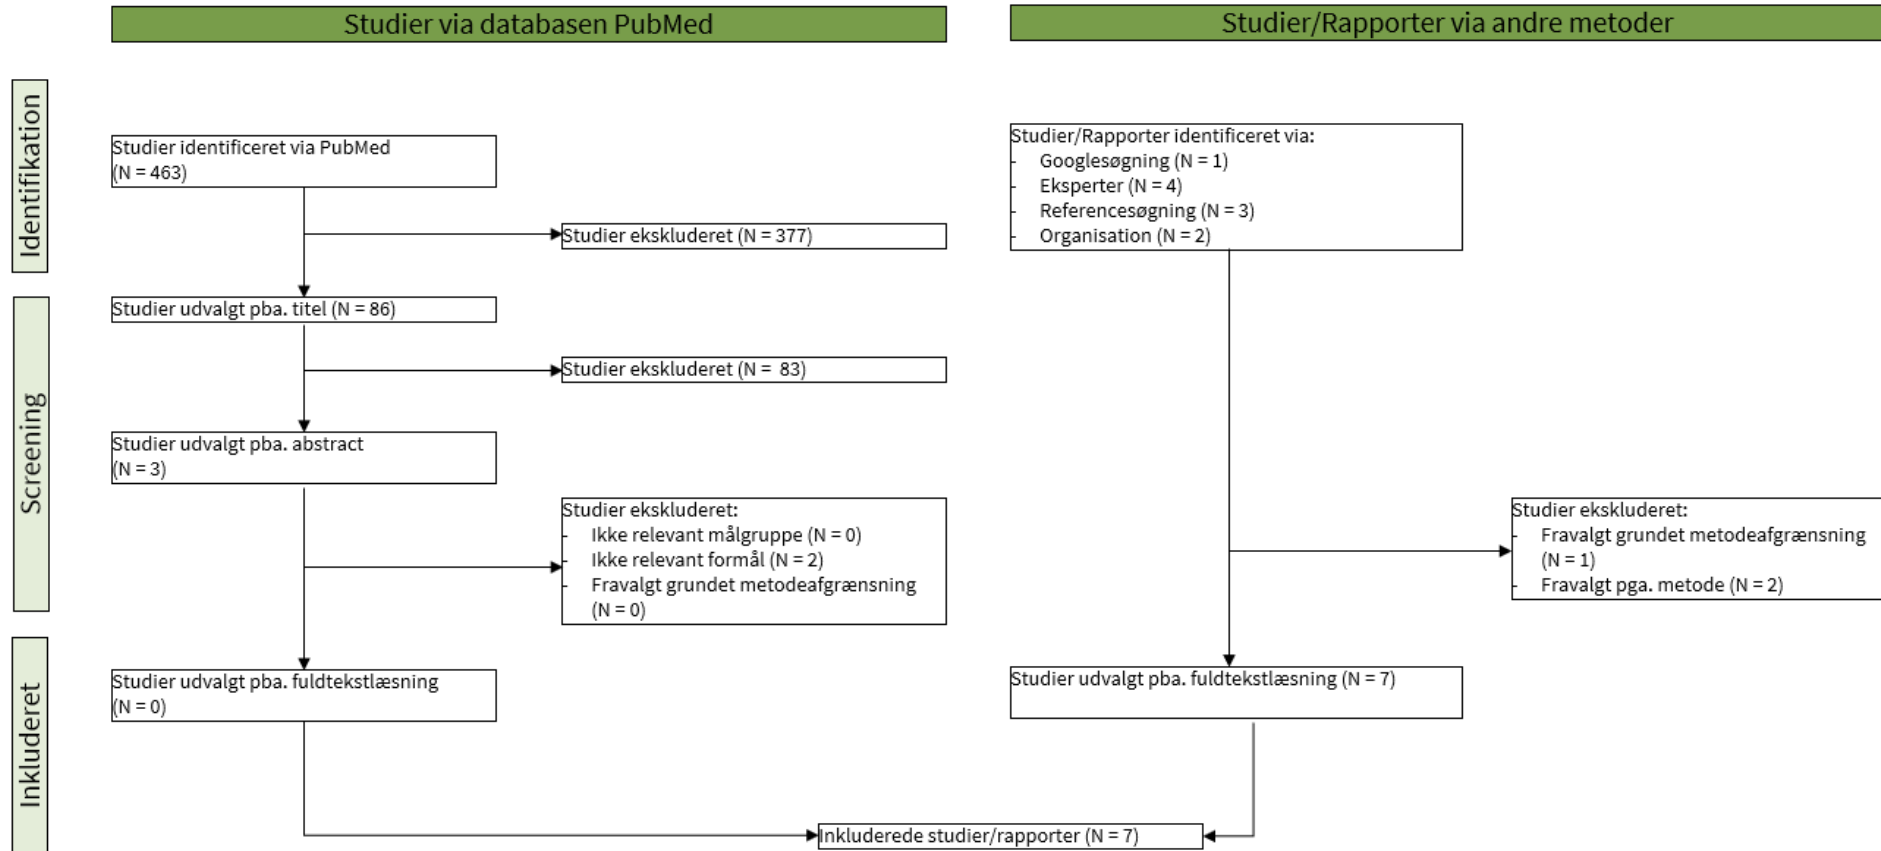 Studier via databasen PubMed
Studier/Rapporter via andre metoder
Identifikation
Studier identificeret via PubMed
(N = 463)
Studier ekskluderet (N = 377)
Studier/Rapporter identificeret via:
- Googlesøgning (N = 1)
- Eksperter (N = 4)
- Referencesøgning (N = 3)
- Organisation (N = 2)
Screening
Studier udvalgt pba. titel (N = 86)
Studier ekskluderet (N =  83)
Studier udvalgt pba. abstract
(N = 3)
Studier ekskluderet:
- Ikke relevant målgruppe (N = 0)
- Ikke relevant formål (N = 2)
- Fravalgt grundet metodeafgrænsning
(N = 0)
Studier ekskluderet:
- Fravalgt grundet metodeafgrænsning
(N = 1)
- Fravalgt pga. metode (N = 2)
Inkluderet
Studier udvalgt pba. fuldtekstlæsning
(N = 0)
Studier udvalgt pba. fuldtekstlæsning (N = 7)
Inkluderede studier/rapporter (N = 7)